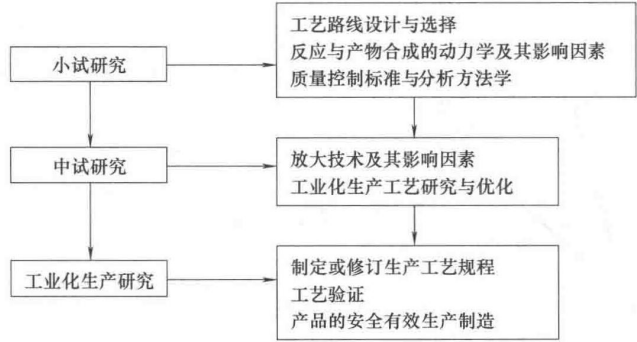 小试研究
工艺路线设计与选择
反应与产物合成的动力学及其影响因素
质量控制标准与分析方法学
中试研究
放大技术及其影响因素
工业化生产工艺研究与优化
工业化生产研究
制定或修订生产工艺规程
工艺验证
产品的安全有效生产制造